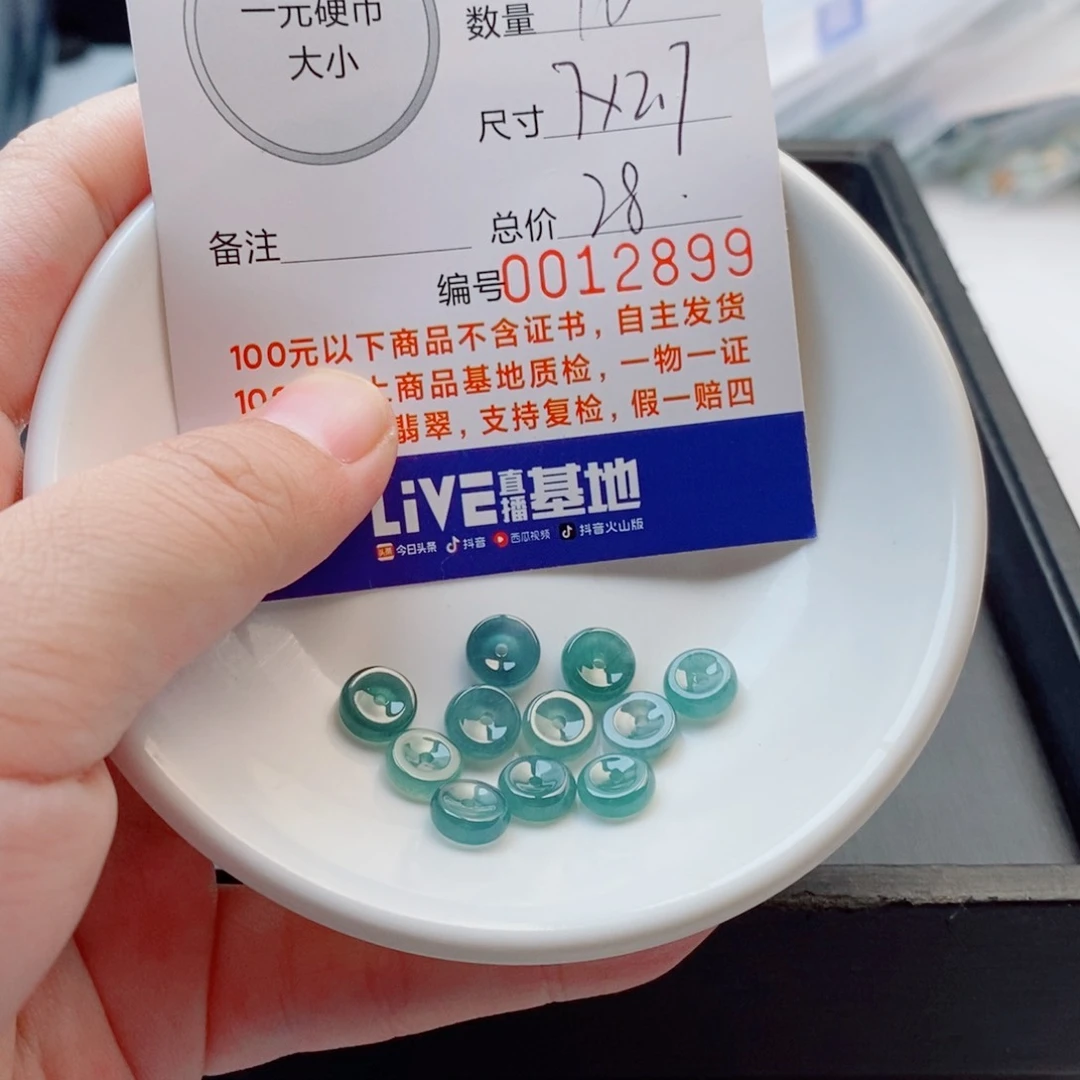 一元硬币
大小
数量
尺寸 7x2.7
总价 28.
备注
编号0012899
100元以下商品不含证书，自主发货
商品基地质检，一物一证
翡翠，支持复检，假一赔四
LiVE直播基地
今日头条 抖音 西瓜视频 抖音火山版